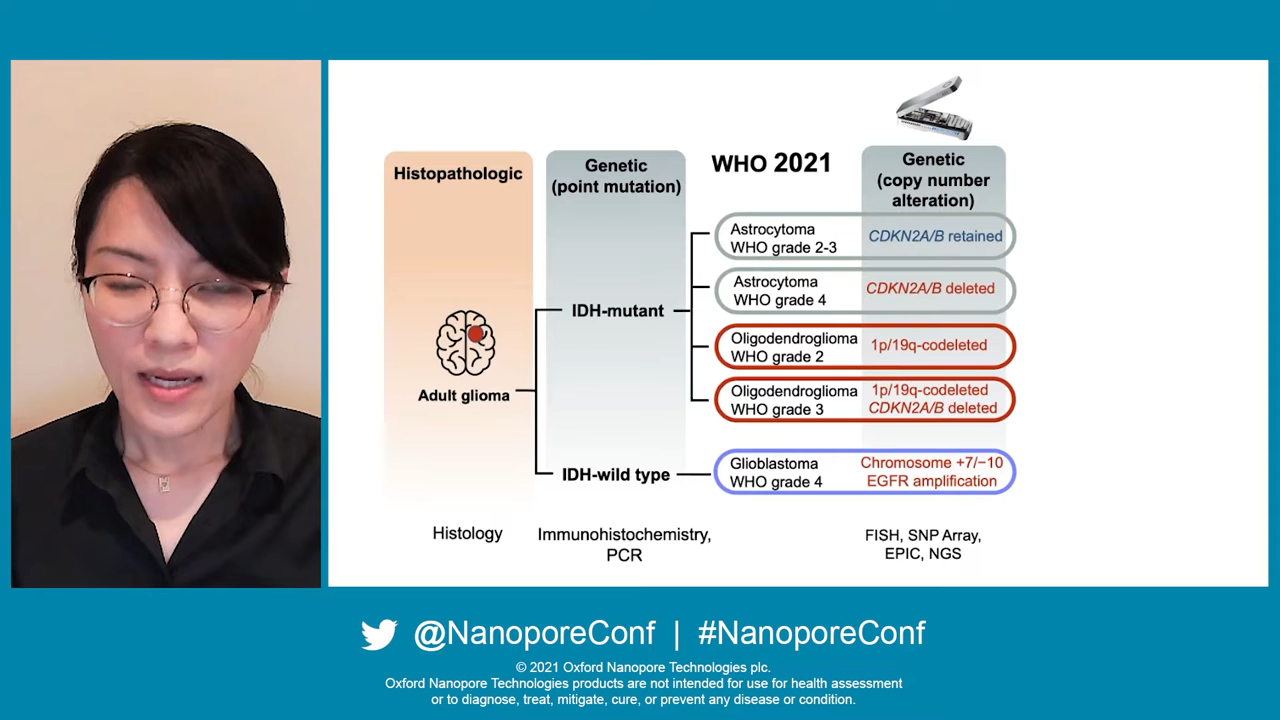 Histopathologic
Genetic
(point mutation)
WHO 2021
Genetic
(copy number
alteration)
Astrocytoma
WHO grade 2-3
CDKN2A/B retained
Astrocytoma
WHO grade 4
CDKN2A/B deleted
IDH-mutant
Oligodendroglioma
WHO grade 2
1p/19q-codeleted
Oligodendroglioma
WHO grade 3
1p/19q-codeleted
CDKN2A/B deleted
Adult glioma
IDH-wild type
Glioblastoma
WHO grade 4
Chromosome +7/−10
EGFR amplification
Histology
Immunohistochemistry,
PCR
FISH, SNP Array,
EPIC, NGS
@NanoporeConf | #NanoporeConf
© 2021 Oxford Nanopore Technologies plc.
Oxford Nanopore Technologies products are not intended for use for health assessment
or to diagnose, treat, mitigate, cure, or prevent any disease or condition.